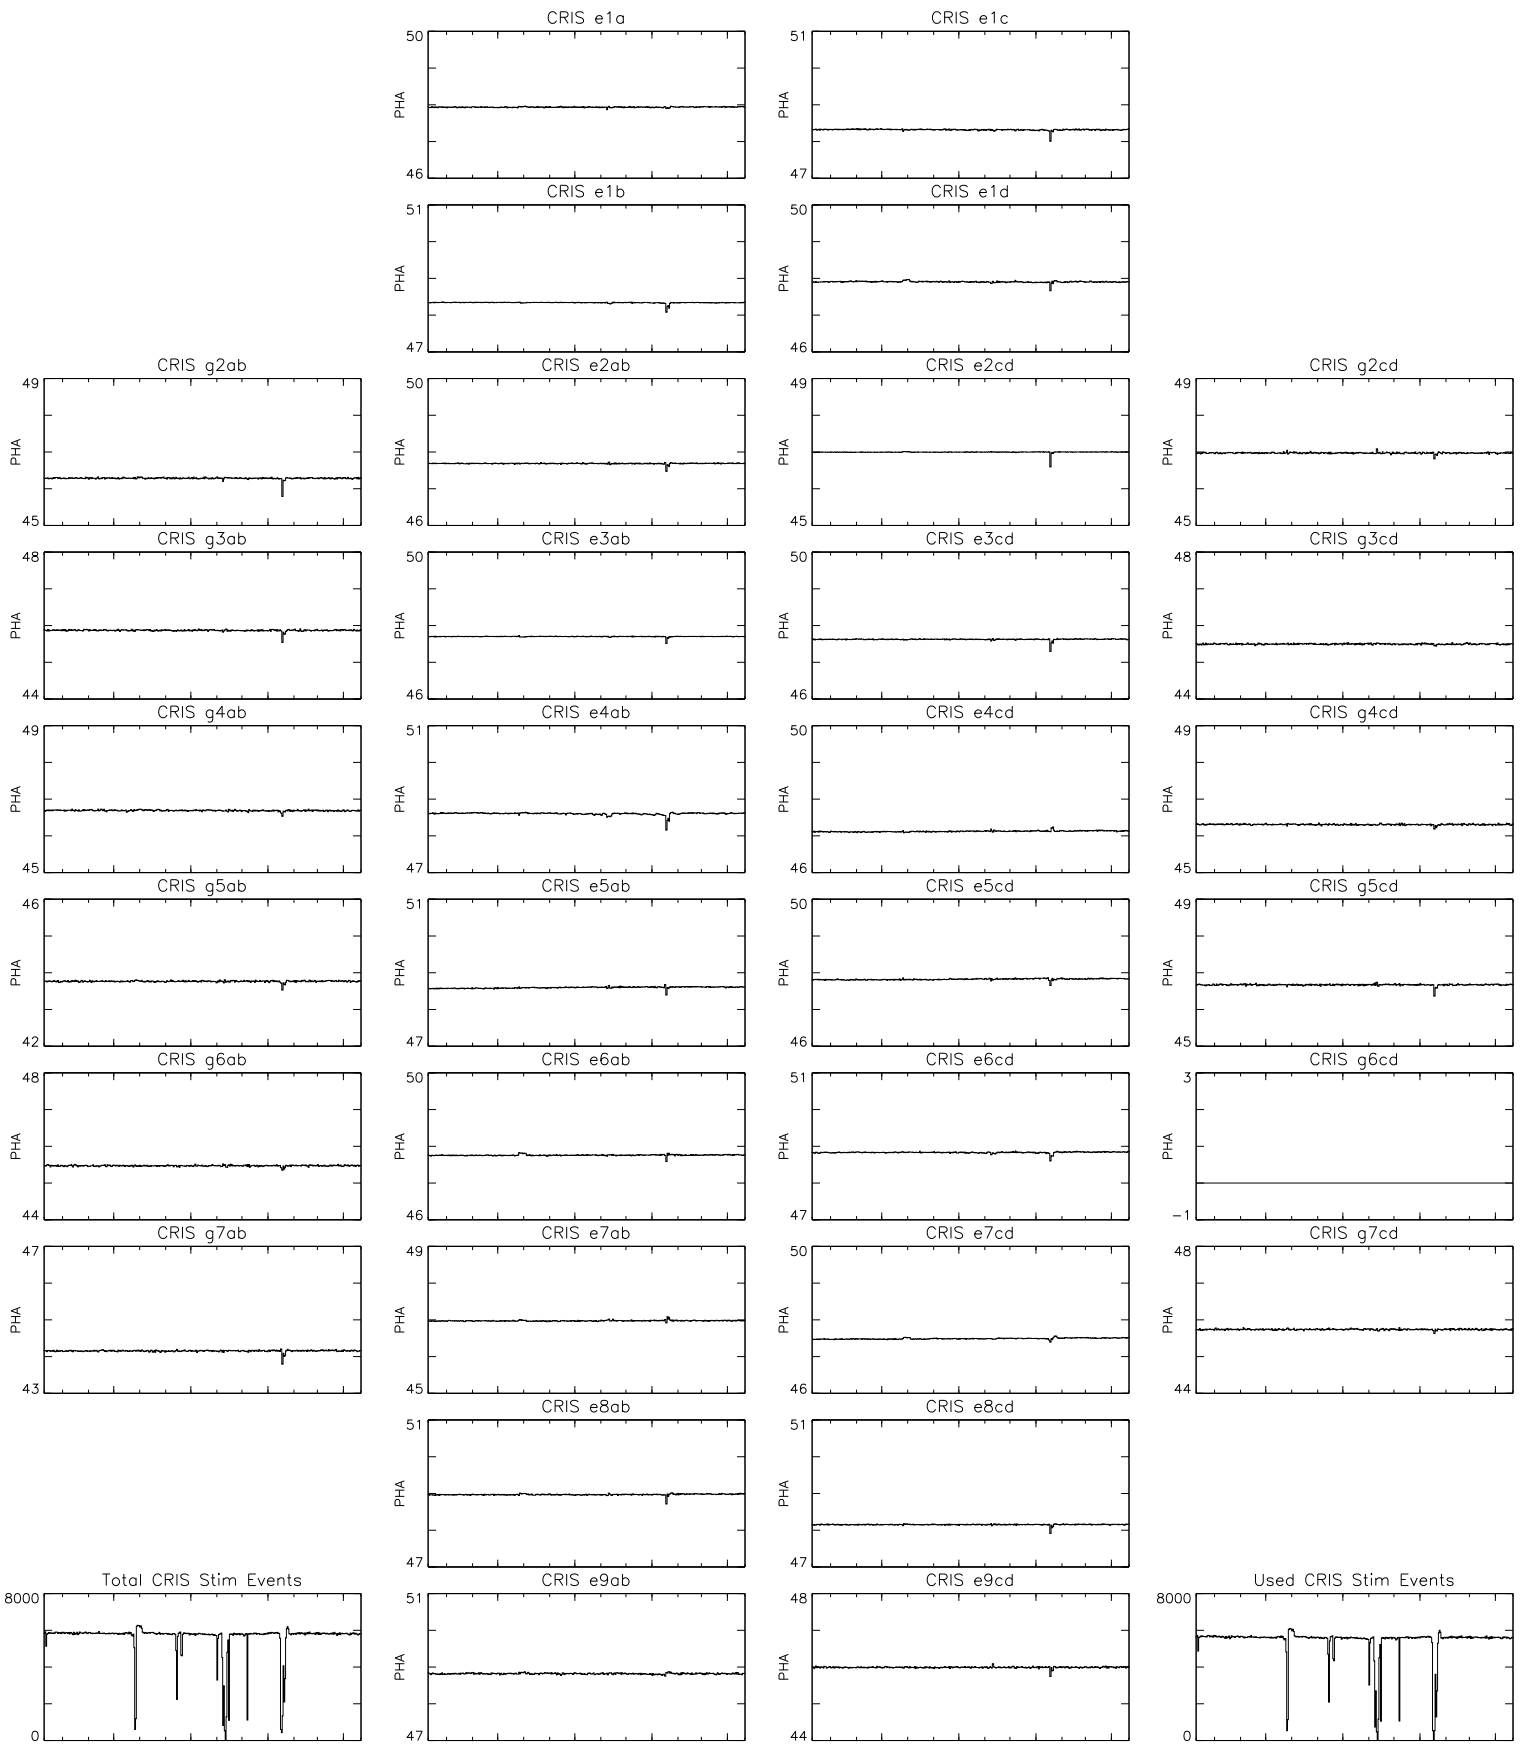 CRIS e1a
CRIS e1c
50
PHA
46
51
PHA
47
CRIS e1b
CRIS e1d
51
PHA
47
50
PHA
46
CRIS g2ab
CRIS e2ab
CRIS e2cd
CRIS g2cd
49
PHA
45
50
PHA
46
49
PHA
45
49
PHA
45
CRIS g3ab
CRIS e3ab
CRIS e3cd
CRIS g3cd
48
PHA
44
50
PHA
46
50
PHA
46
48
PHA
44
CRIS g4ab
CRIS e4ab
CRIS e4cd
CRIS g4cd
49
PHA
45
51
PHA
47
50
PHA
46
49
PHA
45
CRIS g5ab
CRIS e5ab
CRIS e5cd
CRIS g5cd
46
PHA
42
51
PHA
47
50
PHA
46
49
PHA
45
CRIS g6ab
CRIS e6ab
CRIS e6cd
CRIS g6cd
48
PHA
44
50
PHA
46
51
PHA
47
3
PHA
-1
CRIS g7ab
CRIS e7ab
CRIS e7cd
CRIS g7cd
47
PHA
43
49
PHA
45
50
PHA
46
48
PHA
44
CRIS e8ab
CRIS e8cd
51
PHA
47
51
PHA
47
Total CRIS Stim Events
CRIS e9ab
CRIS e9cd
Used CRIS Stim Events
8000
0
51
PHA
47
48
PHA
44
8000
0